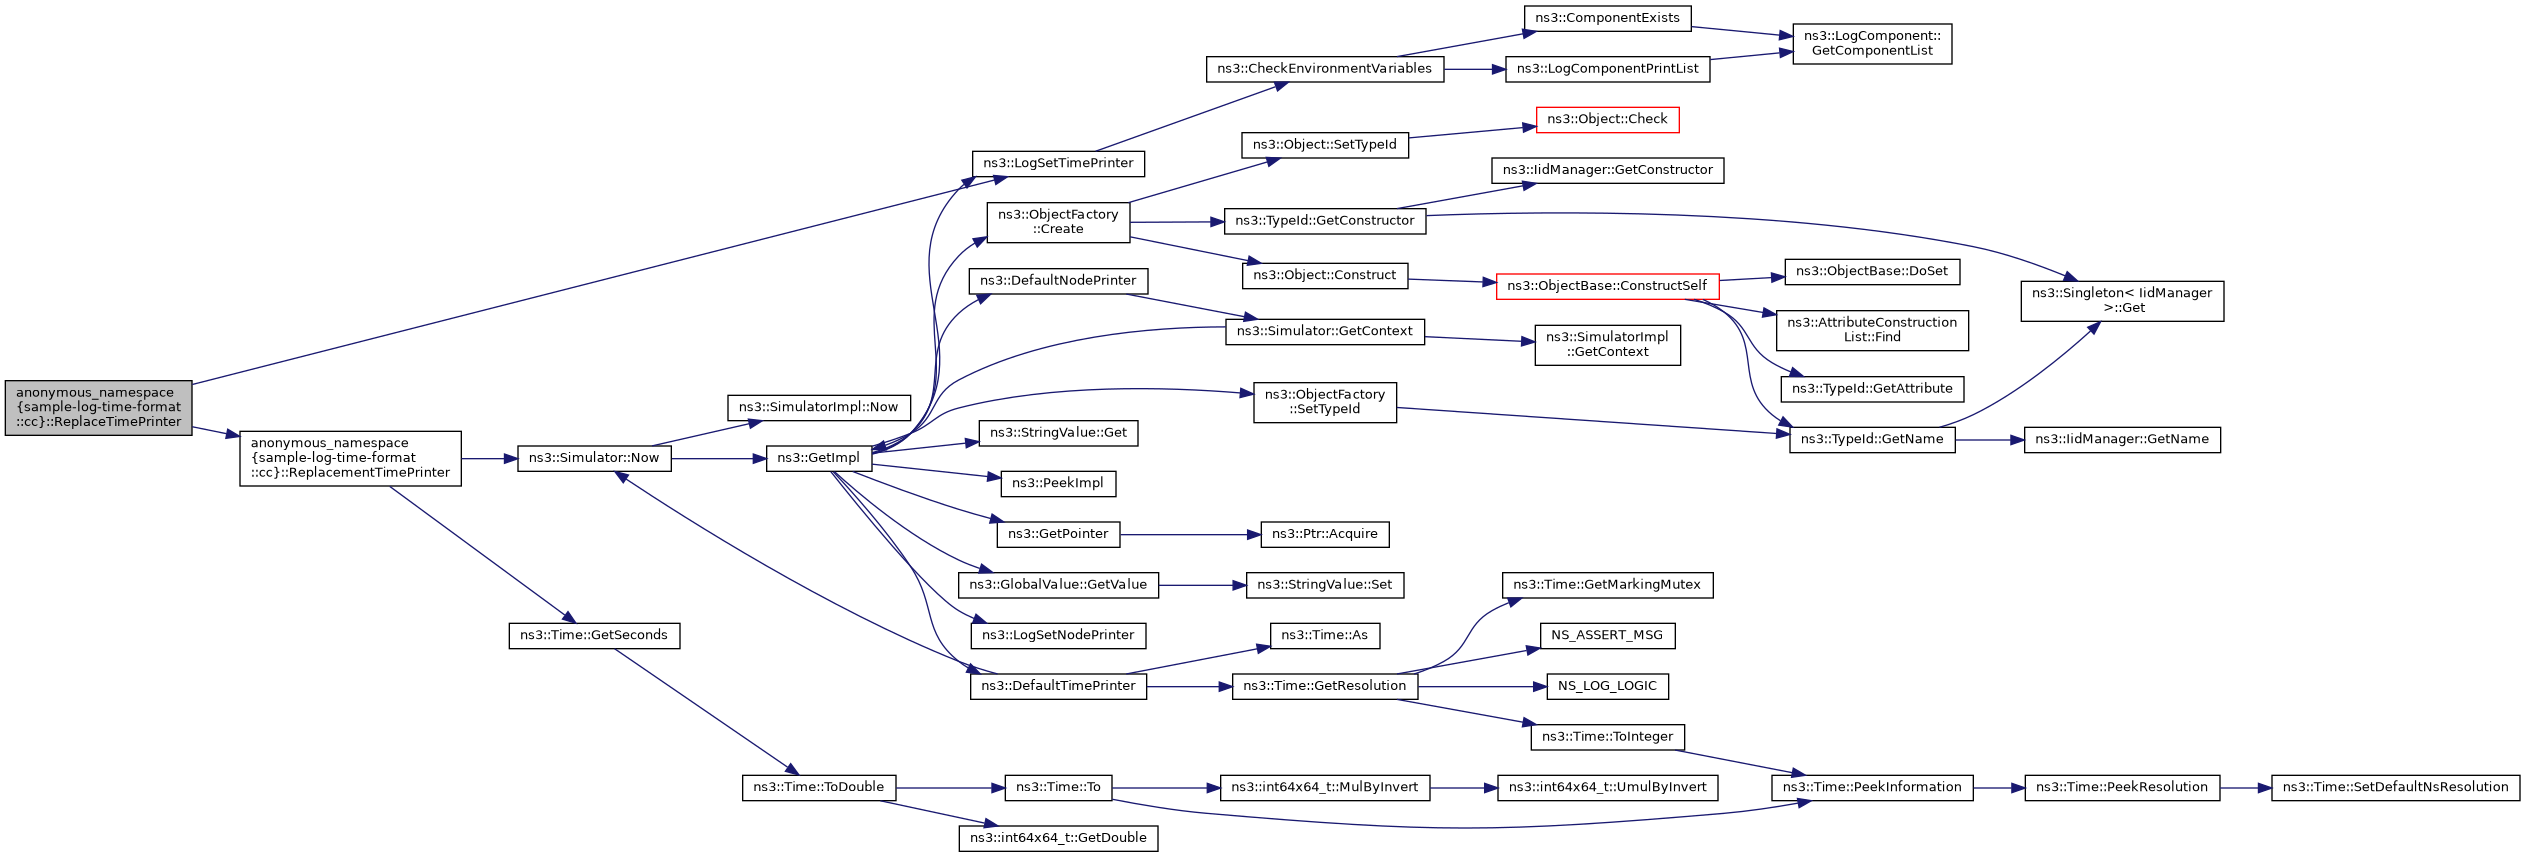 anonymous_namespace
{sample-log-time-format
::cc}::ReplaceTimePrinter
anonymous_namespace
{sample-log-time-format
::cc}::ReplacementTimePrinter
ns3::Simulator::Now
ns3::Time::GetSeconds
ns3::SimulatorImpl::Now
ns3::GetImpl
ns3::Time::ToDouble
ns3::LogSetTimePrinter
ns3::ObjectFactory
::Create
ns3::DefaultNodePrinter
ns3::StringValue::Get
ns3::PeekImpl
ns3::GetPointer
ns3::GlobalValue::GetValue
ns3::LogSetNodePrinter
ns3::DefaultTimePrinter
ns3::Time::To
ns3::int64x64_t::GetDouble
ns3::CheckEnvironmentVariables
ns3::Object::SetTypeId
ns3::TypeId::GetConstructor
ns3::Object::Construct
ns3::Simulator::GetContext
ns3::ObjectFactory
::SetTypeId
ns3::Ptr::Acquire
ns3::StringValue::Set
ns3::Time::As
ns3::Time::GetResolution
ns3::int64x64_t::MulByInvert
ns3::ComponentExists
ns3::LogComponentPrintList
ns3::Object::Check
ns3::IidManager::GetConstructor
ns3::ObjectBase::ConstructSelf
ns3::SimulatorImpl
::GetContext
ns3::Time::GetMarkingMutex
NS_ASSERT_MSG
NS_LOG_LOGIC
ns3::Time::ToInteger
ns3::int64x64_t::UmulByInvert
ns3::LogComponent::
GetComponentList
ns3::ObjectBase::DoSet
ns3::AttributeConstruction
List::Find
ns3::TypeId::GetAttribute
ns3::TypeId::GetName
ns3::Time::PeekInformation
ns3::Singleton< IidManager
>::Get
ns3::IidManager::GetName
ns3::Time::PeekResolution
ns3::Time::SetDefaultNsResolution